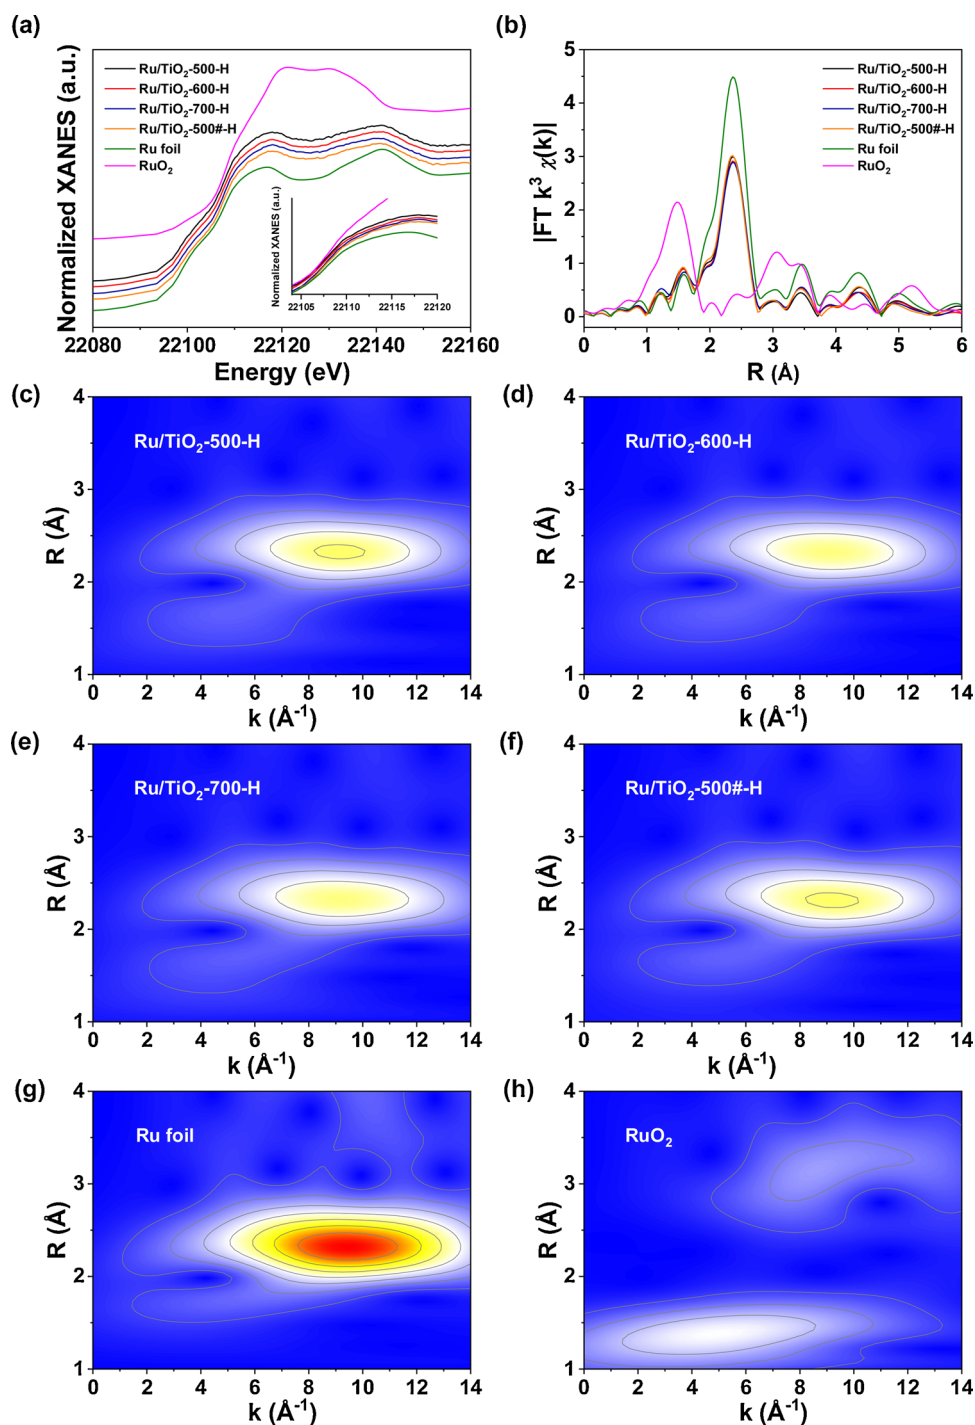 (a)
Normalized XANES (a.u.)
Ru/TiO₂-500-H
Ru/TiO₂-600-H
Ru/TiO₂-700-H
Ru/TiO₂-500#-H
Ru foil
RuO₂
Normalized XANES (a.u.)
22105 22110 22115 22120
22080 22100 22120 22140 22160
Energy (eV)
(b)
|FT k³ χ(k)|
5
4
3
2
1
0
Ru/TiO₂-500-H
Ru/TiO₂-600-H
Ru/TiO₂-700-H
Ru/TiO₂-500#-H
Ru foil
RuO₂
0 1 2 3 4 5 6
R (Å)
(c)
Ru/TiO₂-500-H
R (Å)
4
3
2
1
0 2 4 6 8 10 12 14
k (Å⁻¹)
(d)
Ru/TiO₂-600-H
R (Å)
4
3
2
1
0 2 4 6 8 10 12 14
k (Å⁻¹)
(e)
Ru/TiO₂-700-H
R (Å)
4
3
2
1
0 2 4 6 8 10 12 14
k (Å⁻¹)
(f)
Ru/TiO₂-500#-H
R (Å)
4
3
2
1
0 2 4 6 8 10 12 14
k (Å⁻¹)
(g)
Ru foil
R (Å)
4
3
2
1
0 2 4 6 8 10 12 14
k (Å⁻¹)
(h)
RuO₂
R (Å)
4
3
2
1
0 2 4 6 8 10 12 14
k (Å⁻¹)